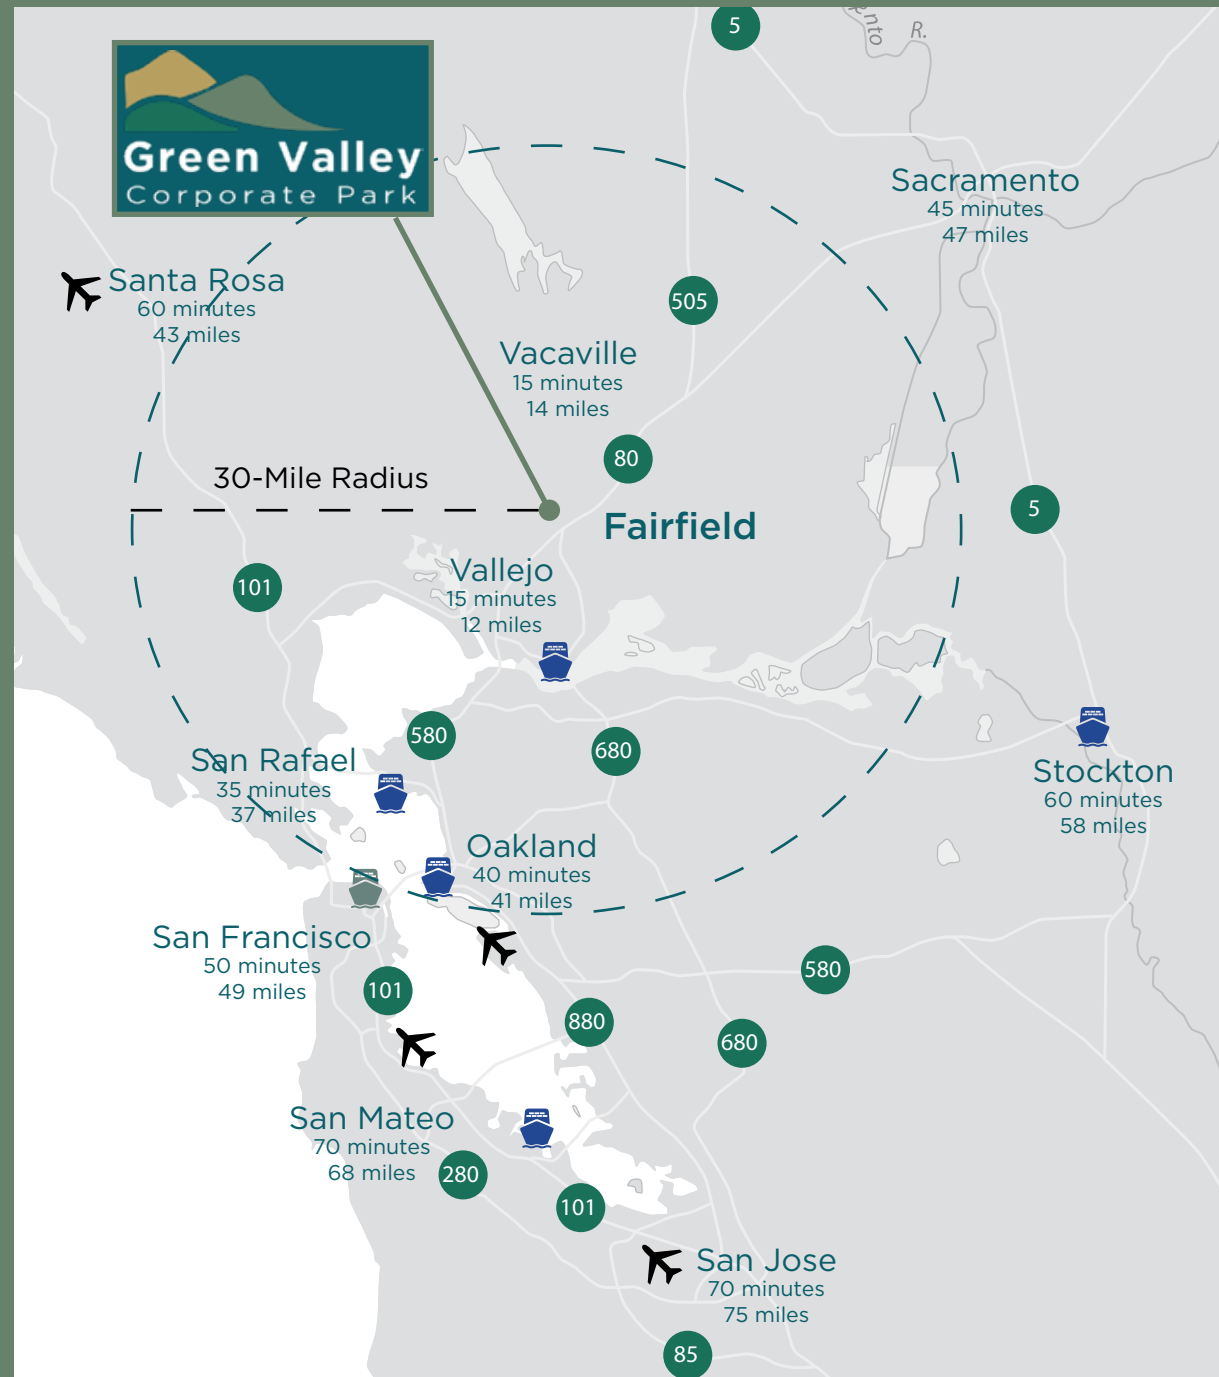 5
nto
R.
Green Valley
Corporate Park
Sacramento
45 minutes
47 miles
Santa Rosa
60 minutes
43 miles
505
Vacaville
15 minutes
14 miles
80
30-Mile Radius
Fairfield
5
101
Vallejo
15 minutes
12 miles
580
680
San Rafael
35 minutes
37 miles
Stockton
60 minutes
58 miles
Oakland
40 minutes
41 miles
San Francisco
50 minutes
49 miles
580
101
880
680
San Mateo
70 minutes
68 miles
280
101
San Jose
70 minutes
75 miles
85